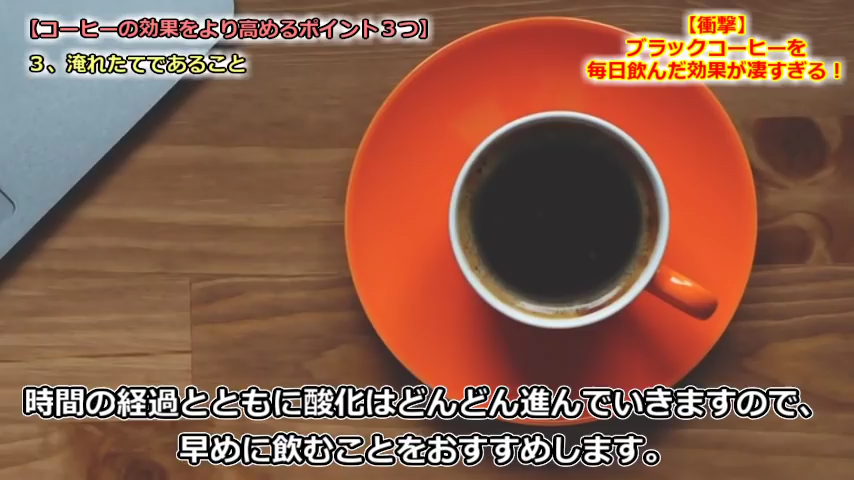 【コーヒーの効果をより高めるポイント３つ】
３、淹れたてであること
【衝撃】
ブラックコーヒーを
毎日飲んだ効果が凄すぎる！
時間の経過とともに酸化はどんどん進んでいきますので、
早めに飲むことをおすすめします。